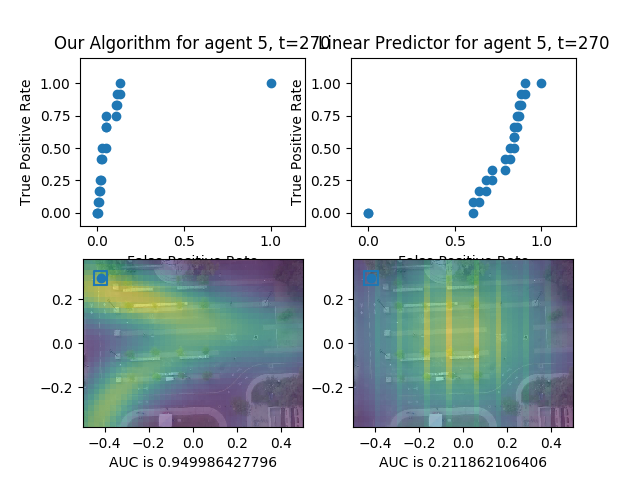 Our Algorithm for agent 5, t=270
Linear Predictor for agent 5, t=270
True Positive Rate
1.00
0.75
0.50
0.25
0.00
0.0 0.5 1.0
False Positive Rate
True Positive Rate
1.00
0.75
0.50
0.25
0.00
0.0 0.5 1.0
False Positive Rate
0.2
0.0
−0.2
−0.4 −0.2 0.0 0.2 0.4
AUC is 0.949986427796
0.2
0.0
−0.2
−0.4 −0.2 0.0 0.2 0.4
AUC is 0.211862106406